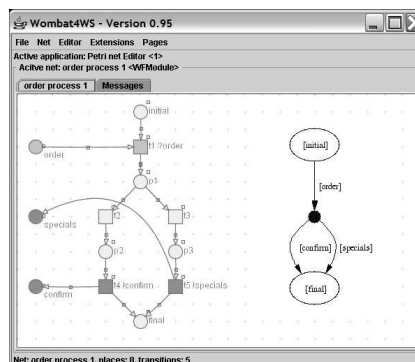 Wombat4WS - Version 0.95
File Net Editor Extensions Pages
Active application: Petri net Editor <1>
Acitve net: order process 1 <WFModule>
order process 1 Messages
initial
order
t1 ?order
p1
specials
t2
t3
p2
p3
confirm
t4 !confirm
t5 !specials
final
[initial]
[order]
[confirm] [specials]
[final]
Net: order process 1, places: 8, transitions: 5